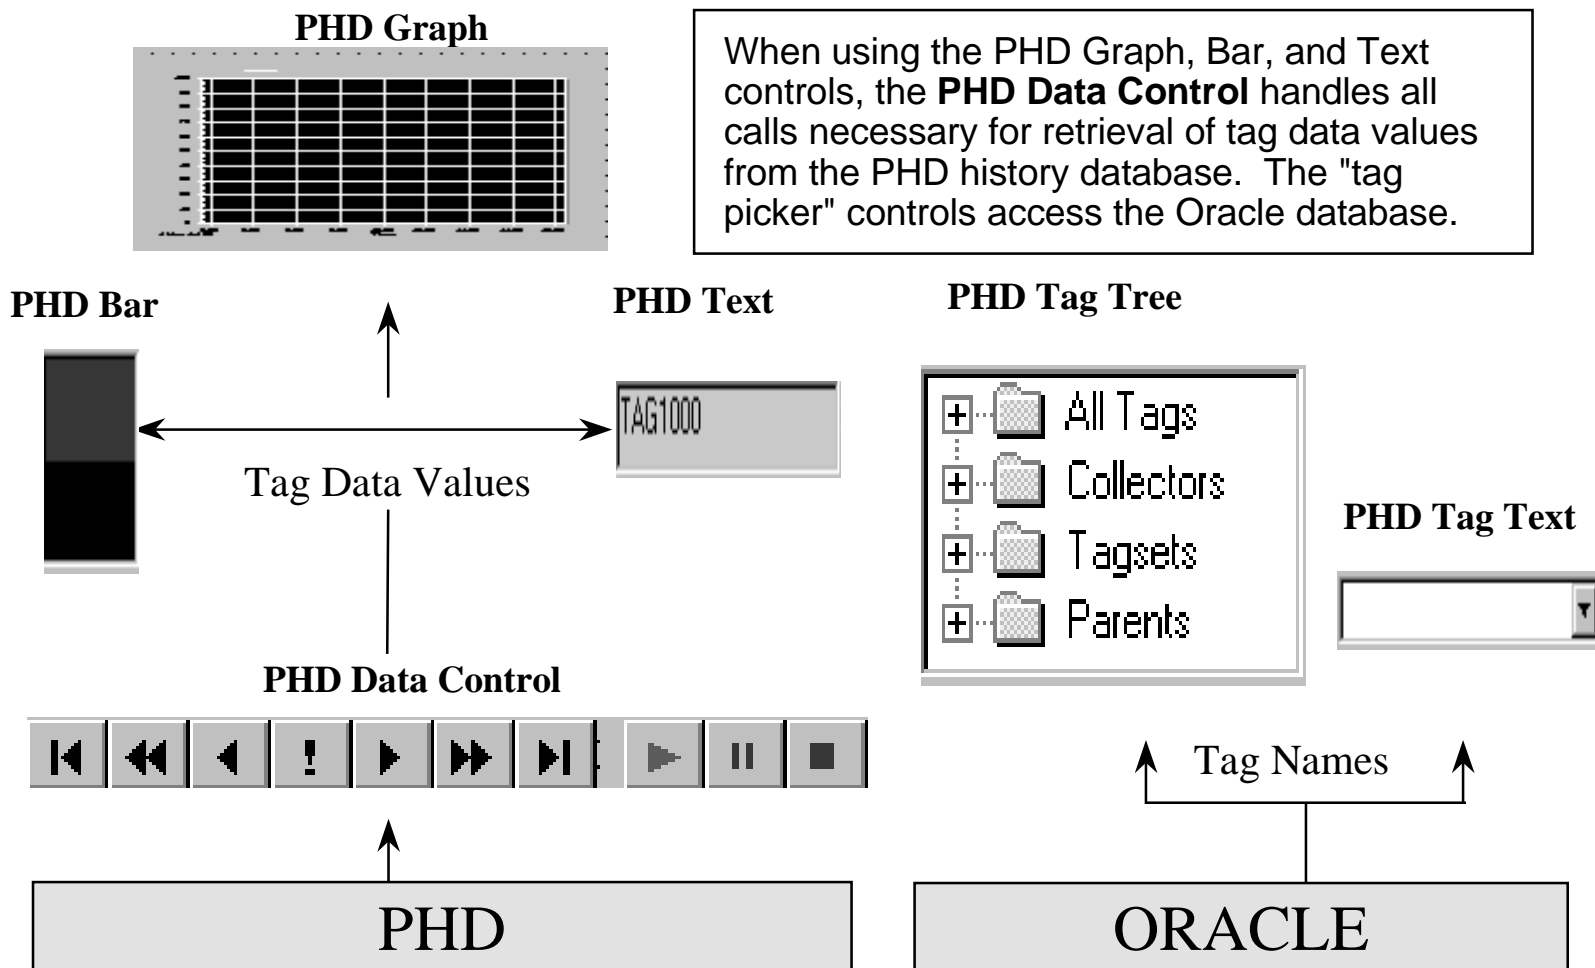 PHD Graph
When using the PHD Graph, Bar, and Text
controls, the PHD Data Control handles all
calls necessary for retrieval of tag data values
from the PHD history database.  The "tag
picker" controls access the Oracle database.
PHD Bar
PHD Text
PHD Tag Tree
TAG1000
All Tags
Collectors
Tagsets
Parents
Tag Data Values
PHD Tag Text
PHD Data Control
Tag Names
PHD
ORACLE